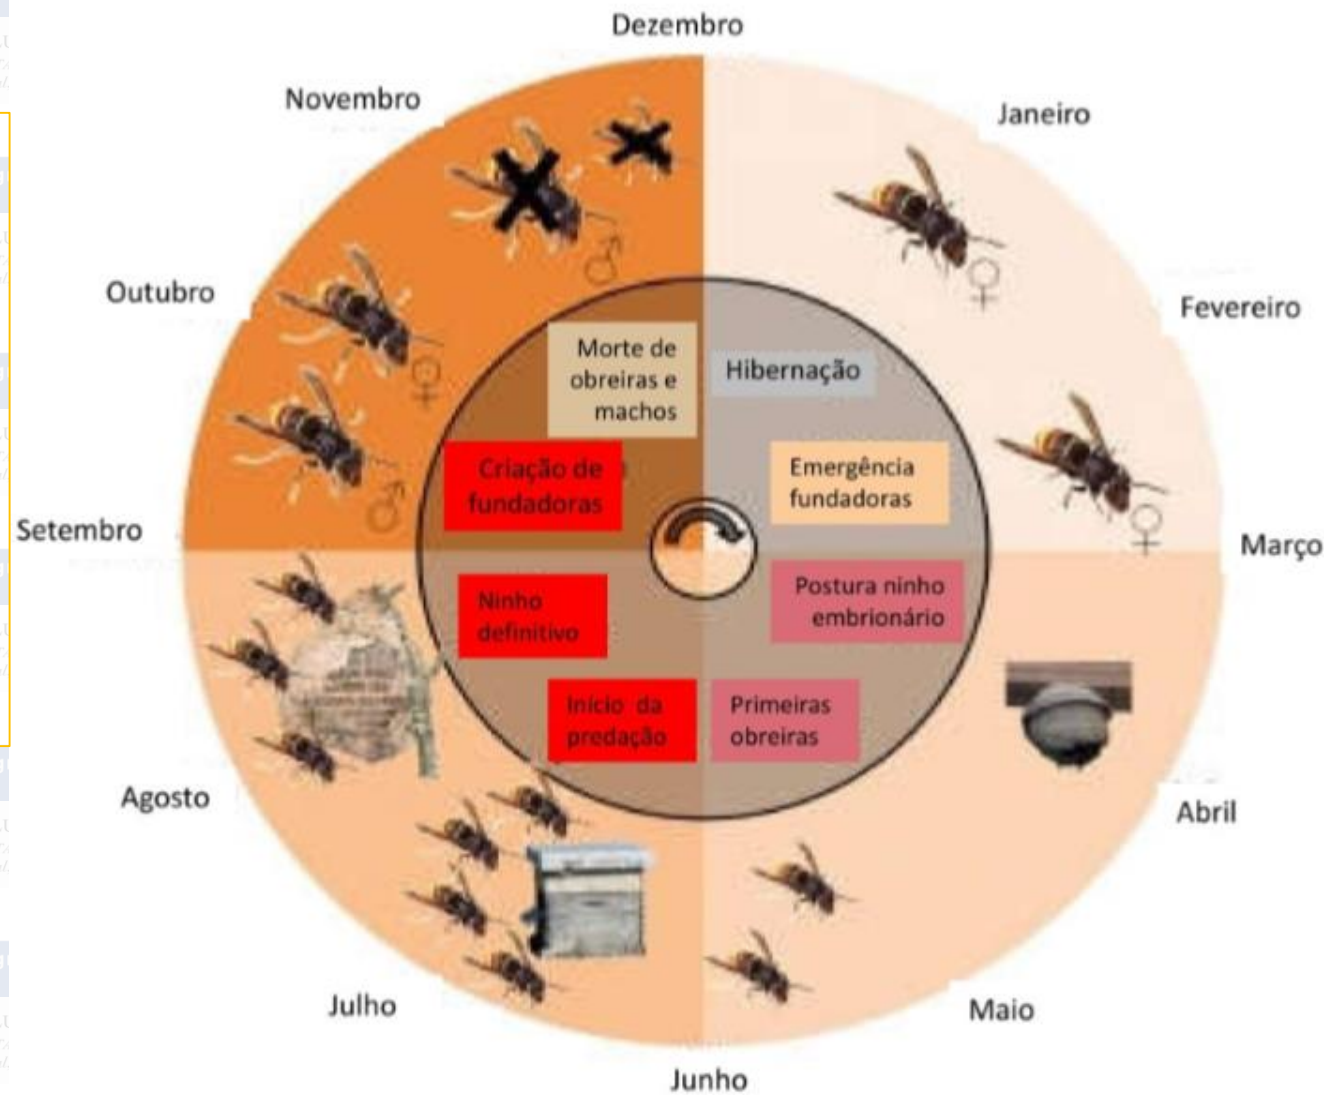 Dezembro
Janeiro
Fevereiro
Março
Abril
Maio
Junho
Julho
Agosto
Setembro
Outubro
Novembro
Hibernação
Emergência
fundadoras
Postura ninho
embrionário
Primeiras
obreiras
Início da
predação
Ninho
definitivo
Criação de
fundadoras
Morte de
obreiras e
machos